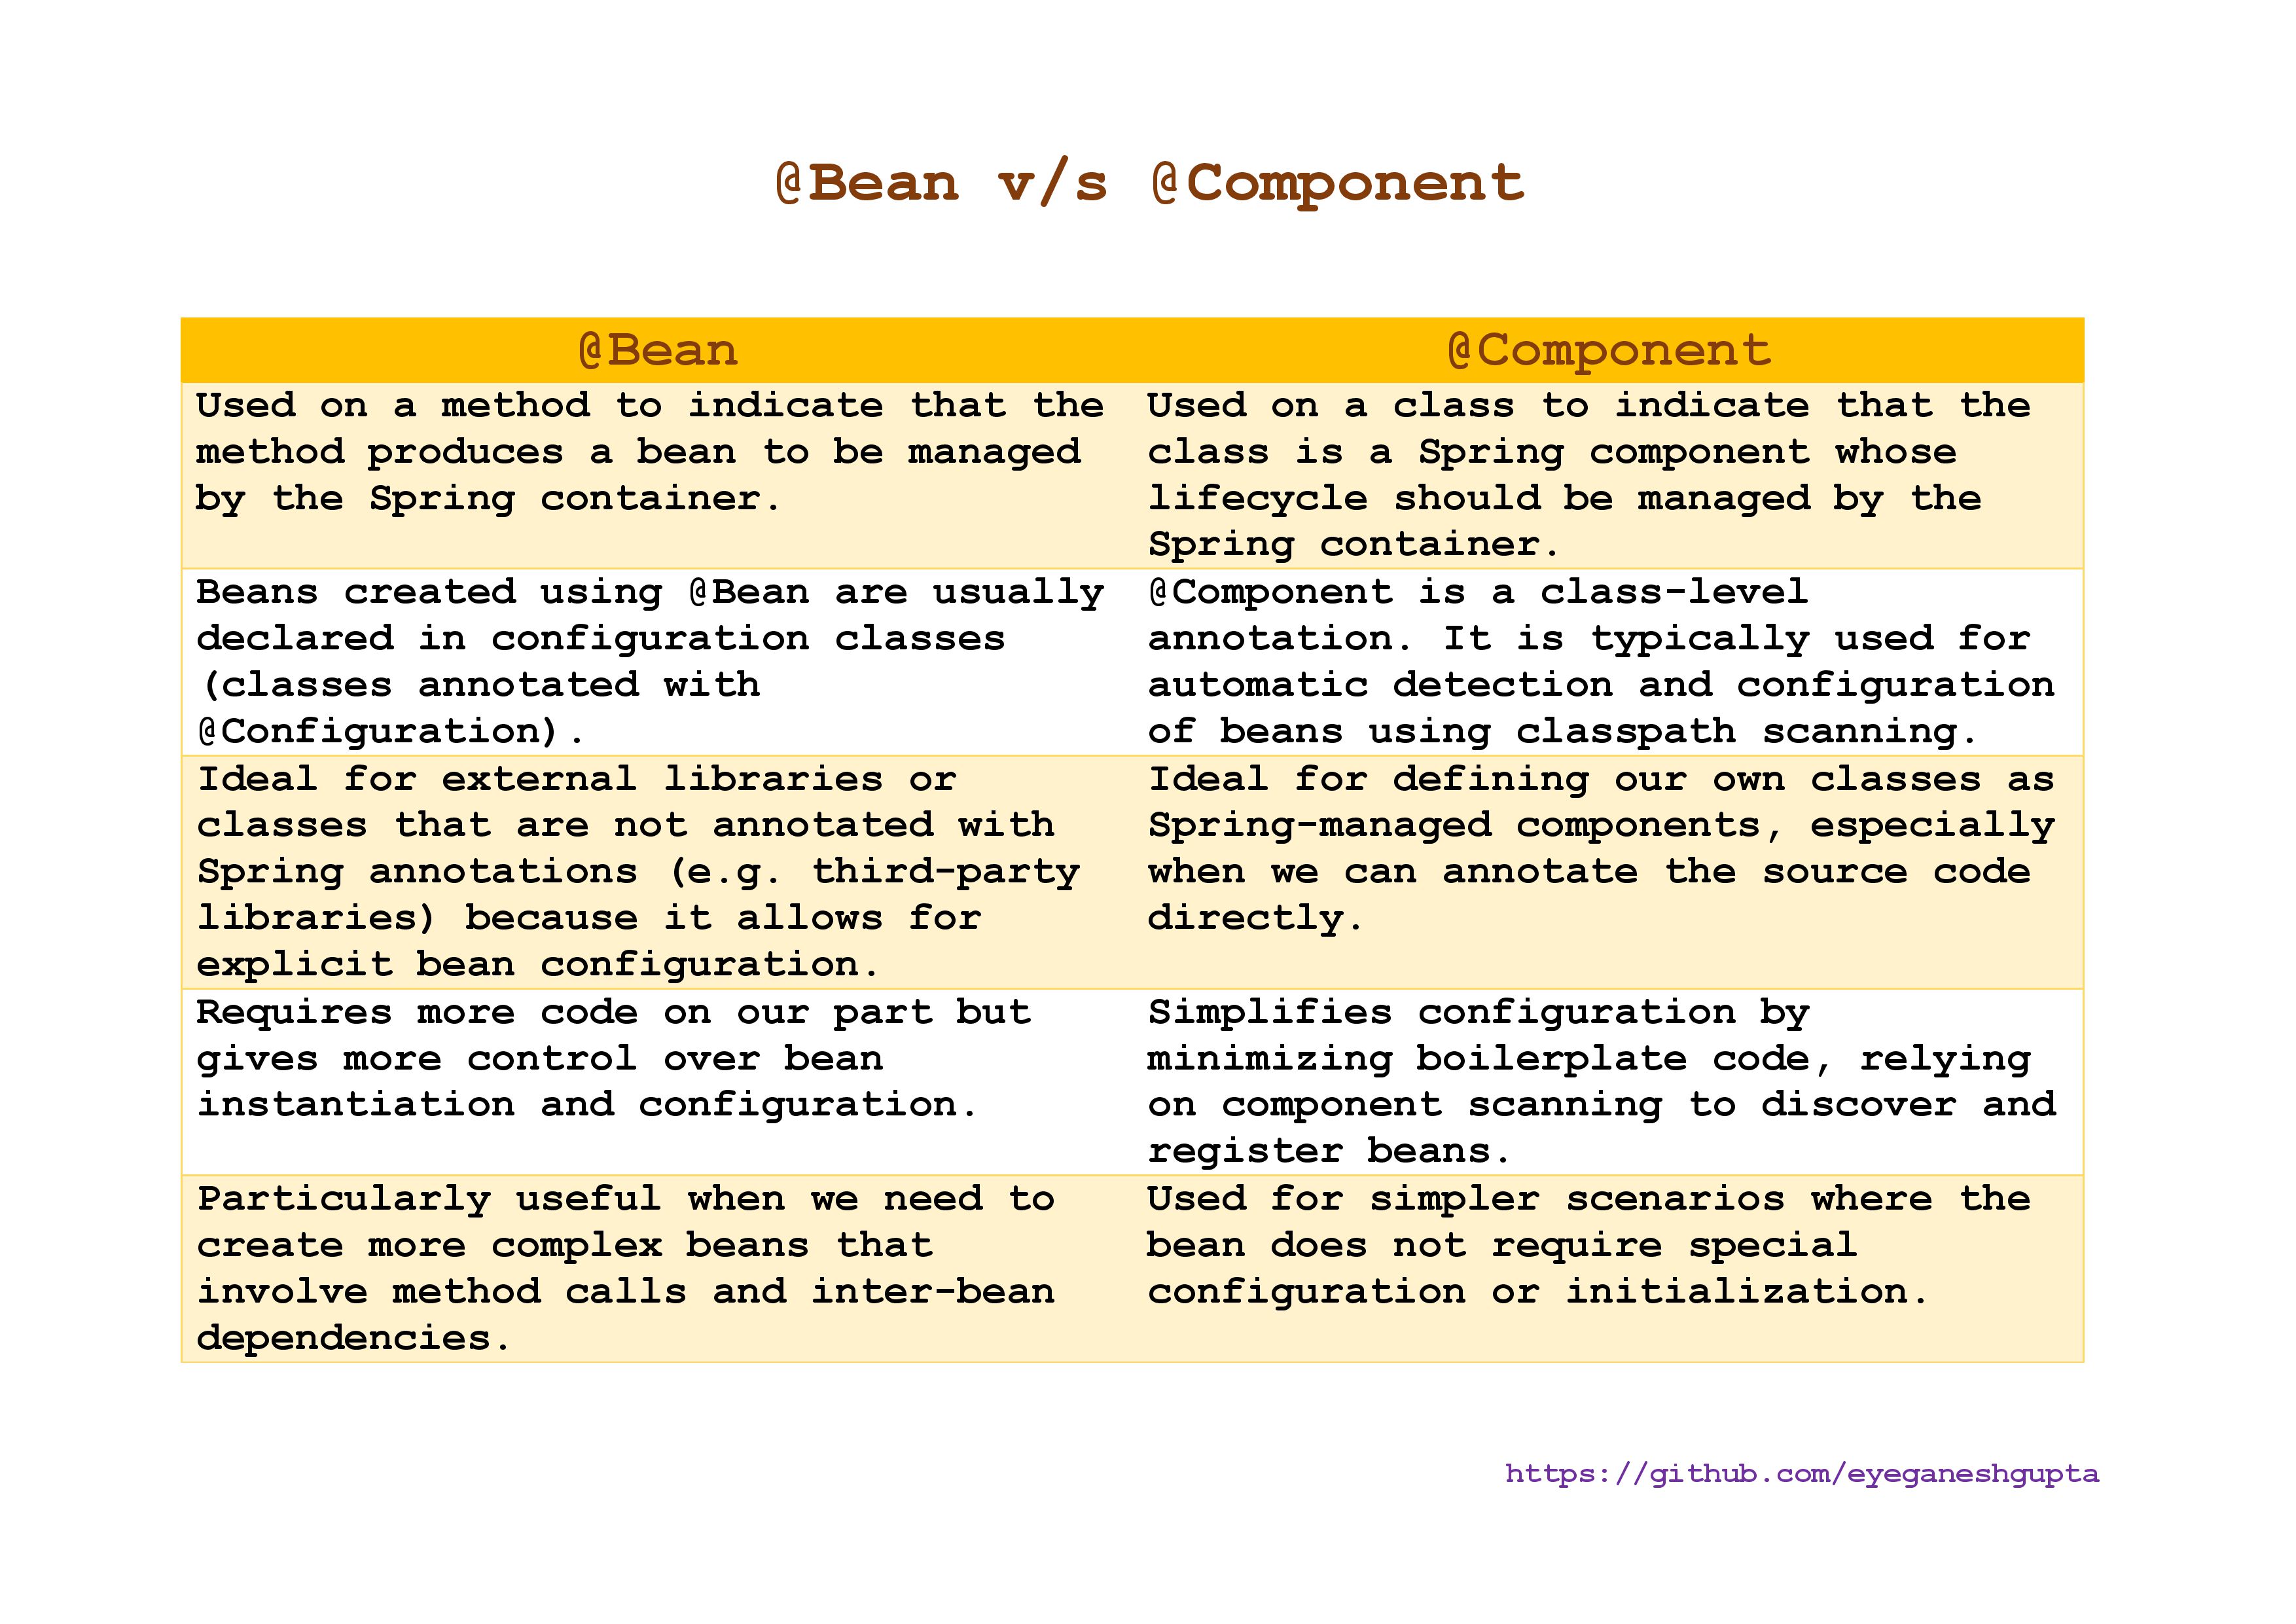 @Bean v/s @Component
@Bean
@Component
Used on a method to indicate that the
method produces a bean to be managed
by the Spring container.
Used on a class to indicate that the
class is a Spring component whose
lifecycle should be managed by the
Spring container.
Beans created using @Bean are usually
declared in configuration classes
(classes annotated with
@Configuration).
@Component is a class-level
annotation. It is typically used for
automatic detection and configuration
of beans using classpath scanning.
Ideal for external libraries or
classes that are not annotated with
Spring annotations (e.g. third-party
libraries) because it allows for
explicit bean configuration.
Ideal for defining our own classes as
Spring-managed components, especially
when we can annotate the source code
directly.
Requires more code on our part but
gives more control over bean
instantiation and configuration.
Simplifies configuration by
minimizing boilerplate code, relying
on component scanning to discover and
register beans.
Particularly useful when we need to
create more complex beans that
involve method calls and inter-bean
dependencies.
Used for simpler scenarios where the
bean does not require special
configuration or initialization.
https://github.com/eyeganeshgupta